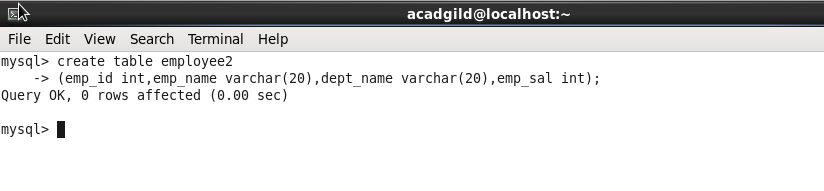 acadgild@localhost:~
File Edit View Search Terminal Help
mysql> create table employee2
    -> (emp_id int,emp_name varchar(20),dept_name varchar(20),emp_sal int);
Query OK, 0 rows affected (0.00 sec)
mysql>